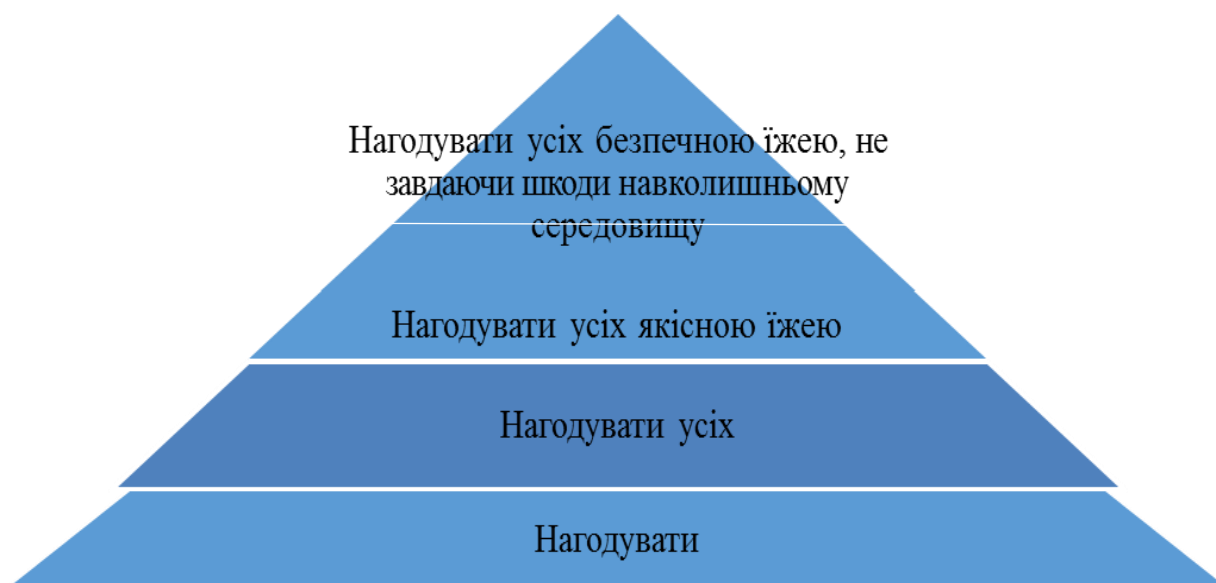 Нагодувати усіх безпечною їжею, не
завдаючи шкоди навколишньому
середовищу
Нагодувати усіх якісною їжею
Нагодувати усіх
Нагодувати